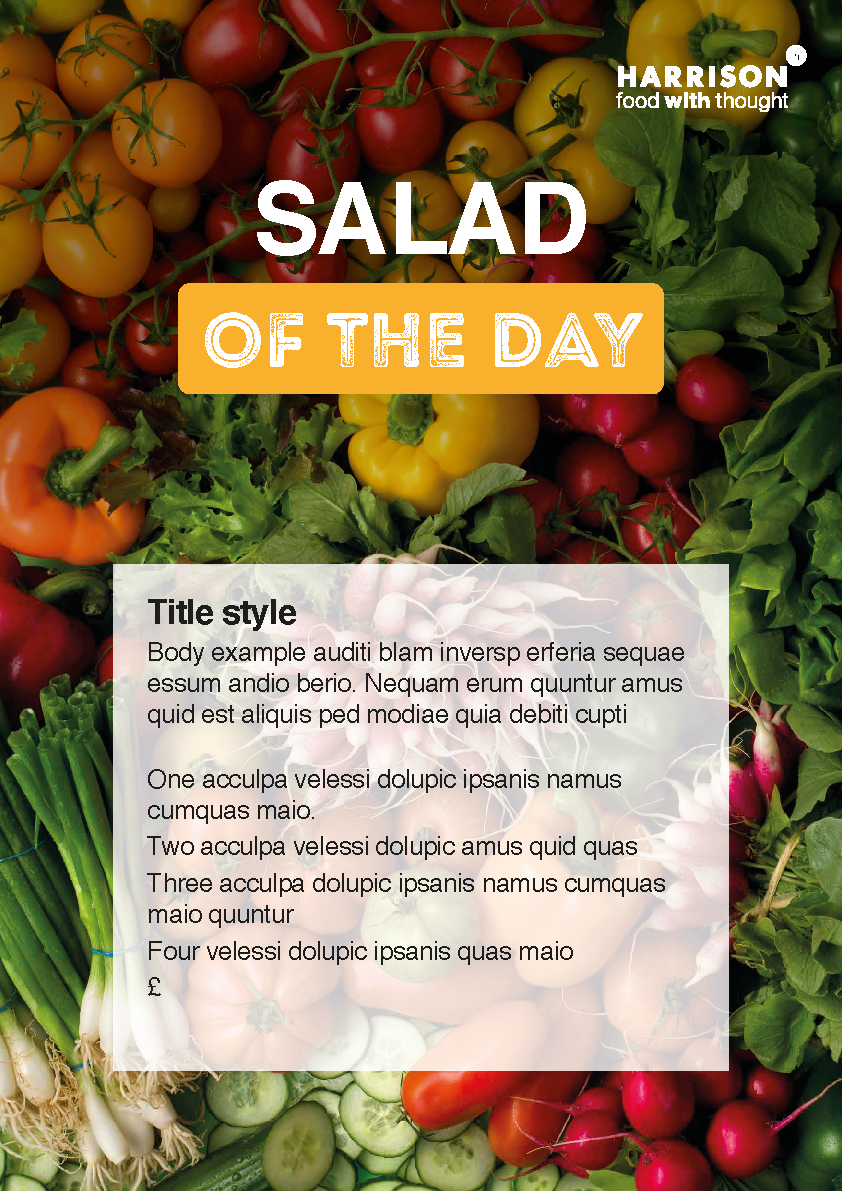 HARRISON
food with thought
SALAD
OF THE DAY
Title style
Body example auditi blam inversp erferia sequae
essum andio berio. Nequam erum quuntur amus
quid est aliquis ped modiae quia debiti cupti
One acculpa velessi dolupic ipsanis namus
cumquas maio.
Two acculpa velessi dolupic amus quid quas
Three acculpa dolupic ipsanis namus cumquas
maio quuntur
Four velessi dolupic ipsanis quas maio
£